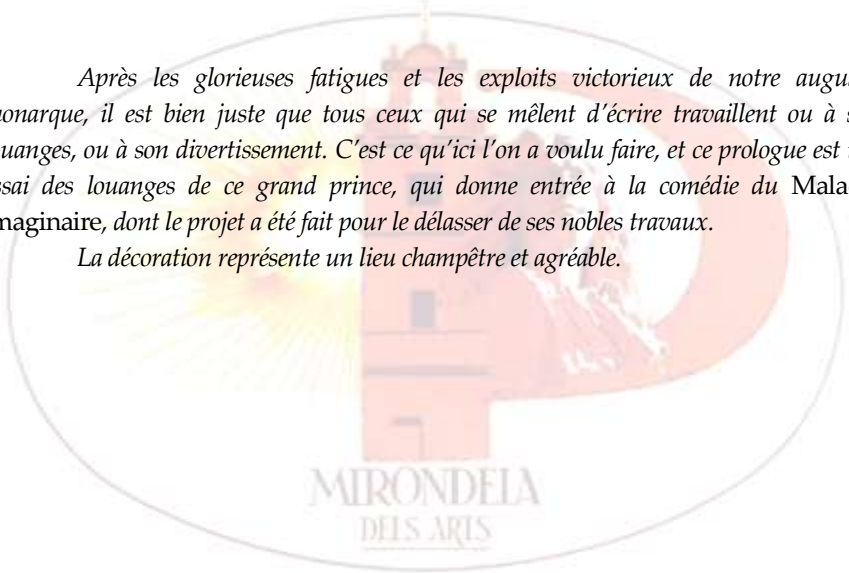 Après les glorieuses fatigues et les exploits victorieux de notre augu
onarque, il est bien juste que tous ceux qui se mêlent d'écrire travaillent ou à s
uanges, ou à son divertissement. C'est ce qu'ici l'on a voulu faire, et ce prologue est
ssai des louanges de ce grand prince, qui donne entrée à la comédie du Mala
maginaire, dont le projet a été fait pour le délasser de ses nobles travaux.
La décoration représente un lieu champêtre et agréable.
MIRONDELA
DELS ARTS